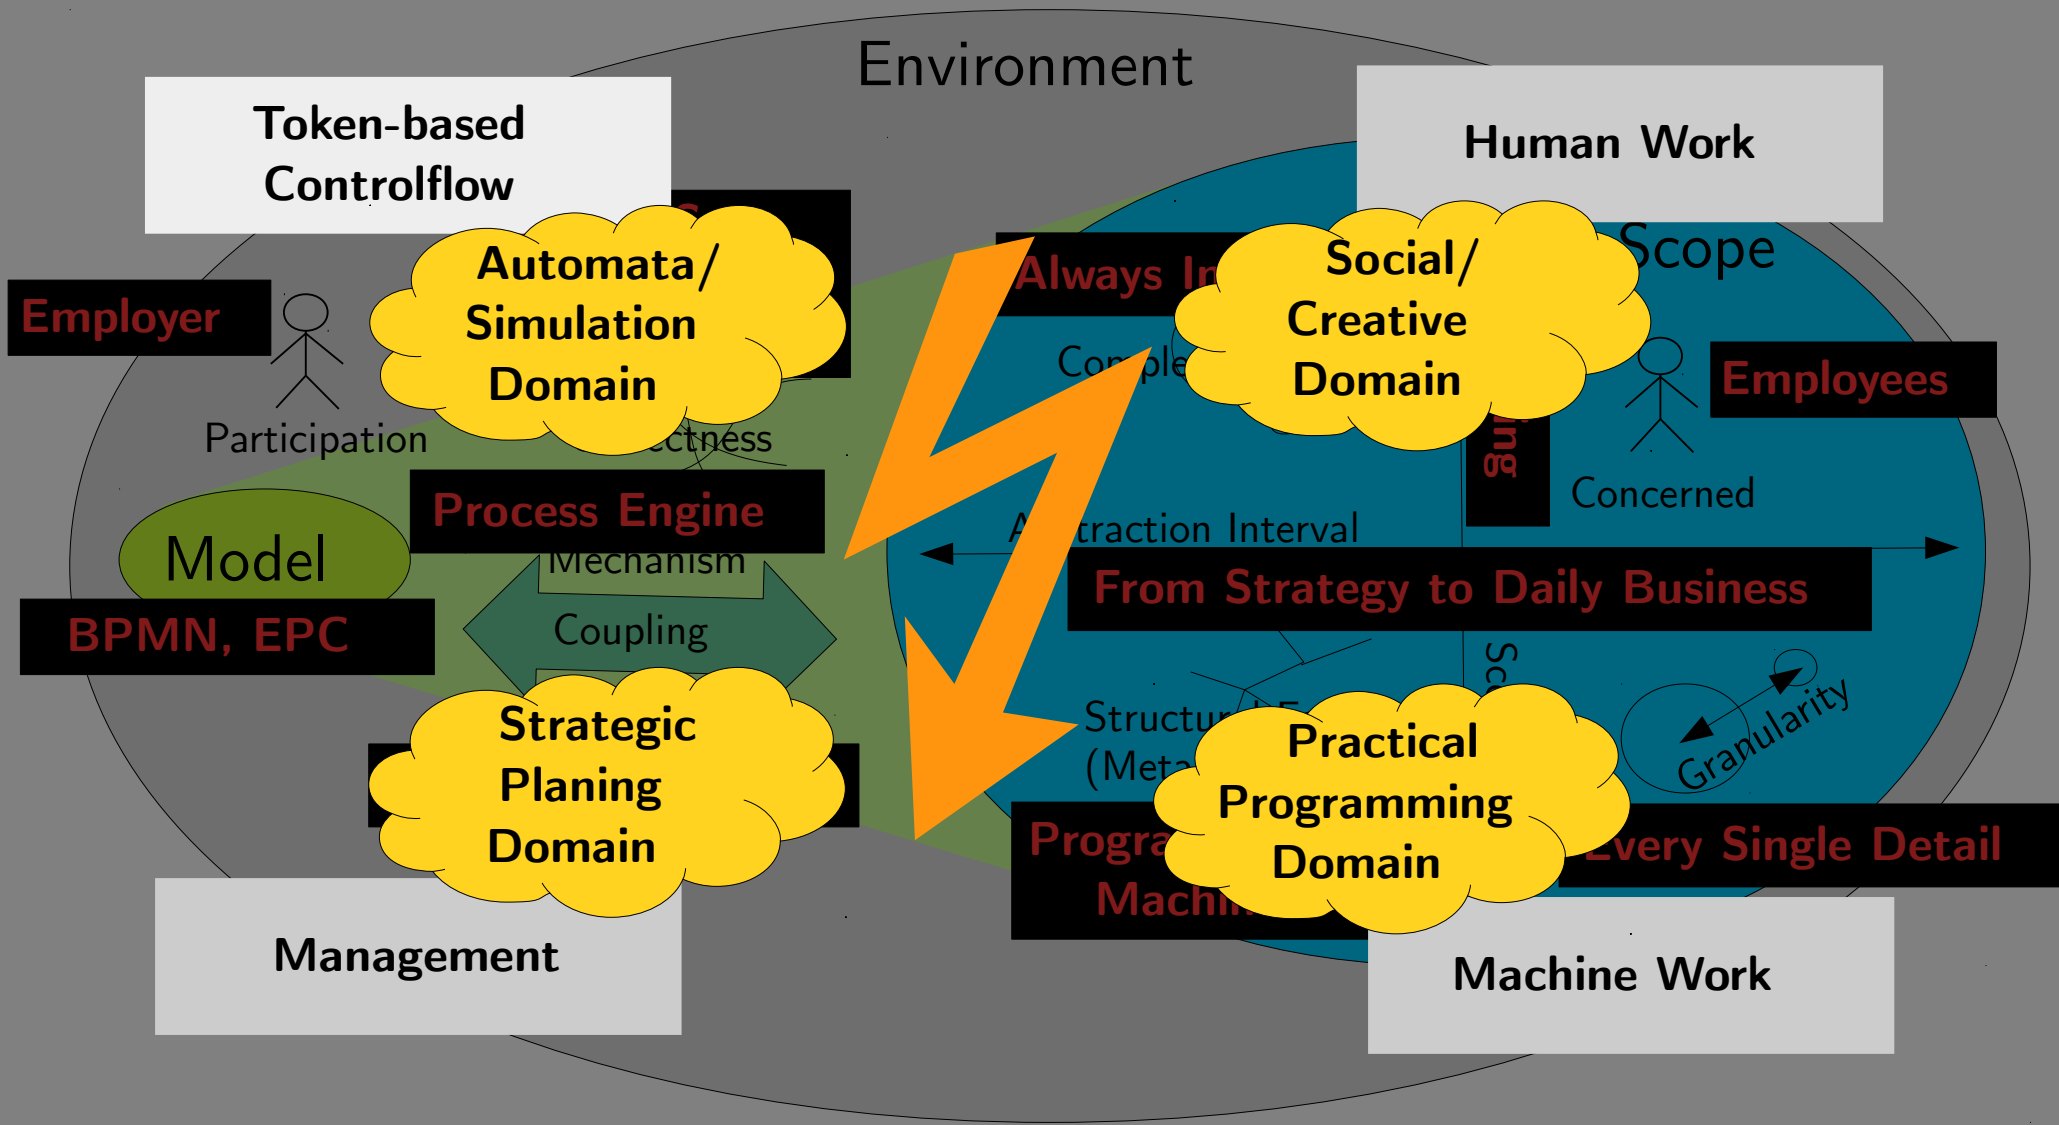 Environment
Token-based
Controlflow
Human Work
Scope
Automata/
Simulation
Domain
Always
Social/
Creative
Domain
Employer
Participation
Employees
Concerned
Process Engine
Mechanism
Model
Interval
From Strategy to Daily Business
BPMN, EPC
Coupling
Granularity
Strategic
Planing
Domain
Practical
Programming
Domain
Every Single Detail
Management
Machine Work